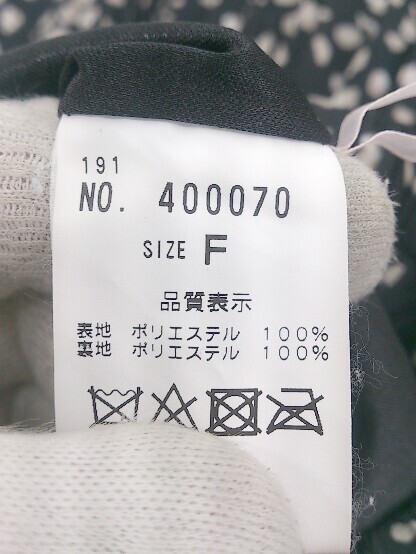 191
NO. 400070
SIZE F
品質表示
表地 ポリエステル 100%
裏地 ポリエステル 100%